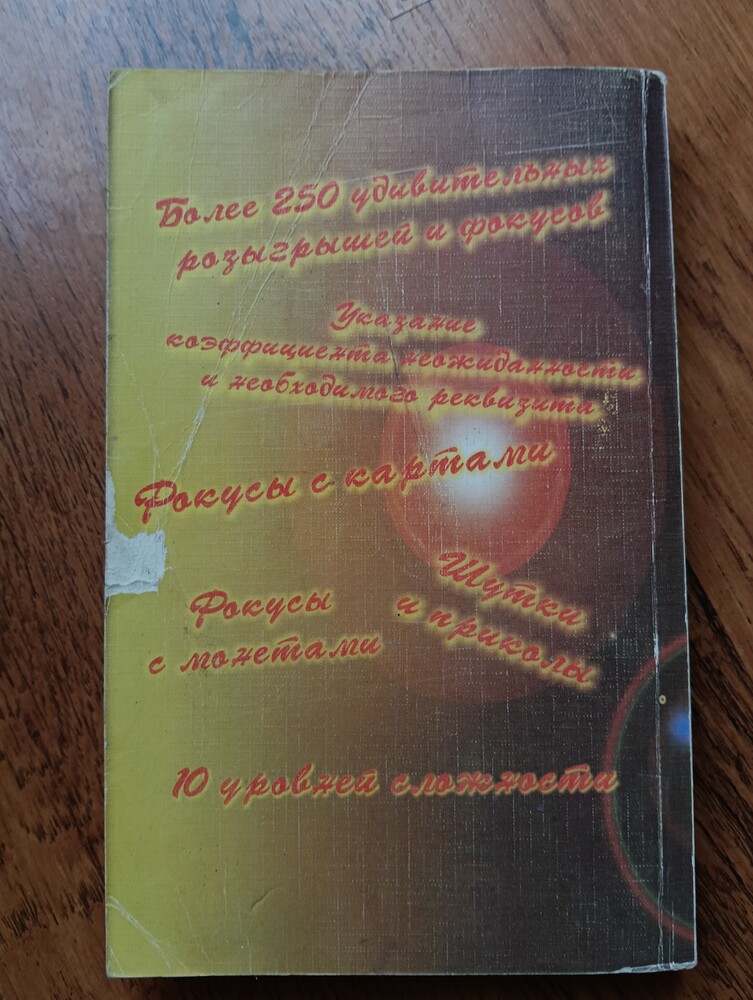 Более 250 удивительных
розыгрышей и фокусов
Указание
коэффициента неожиданности
и необходимого реквизита
Фокусы с картами
Фокусы
с монетами
Шутки
и приколы
10 уровней сложности